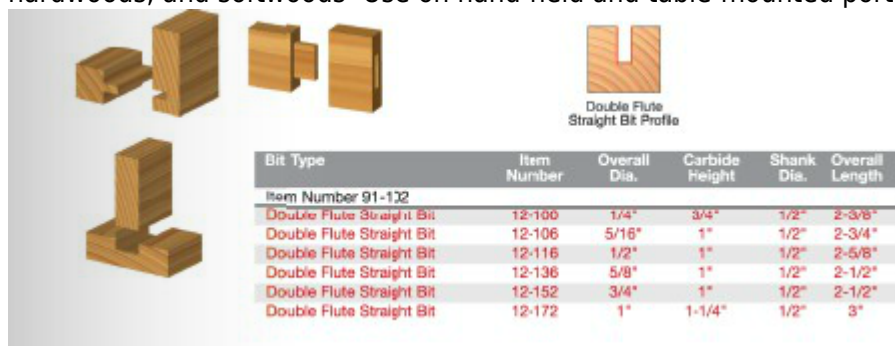 hardwoods, and softwoods Use on hand held and table mounted port
Double Flute
Straight Bit Profile
Bit Type Item Number Overall Dia. Carbide Height Shank Dia. Overall Length
Item Number 91-102
Double Flute Straight Bit 12-100 1/4" 3/4" 1/2" 2-3/8"
Double Flute Straight Bit 12-106 5/16" 1" 1/2" 2-3/4"
Double Flute Straight Bit 12-116 1/2" 1" 1/2" 2-5/8"
Double Flute Straight Bit 12-136 5/8" 1" 1/2" 2-1/2"
Double Flute Straight Bit 12-152 3/4" 1" 1/2" 2-1/2"
Double Flute Straight Bit 12-172 1" 1-1/4" 1/2" 3"